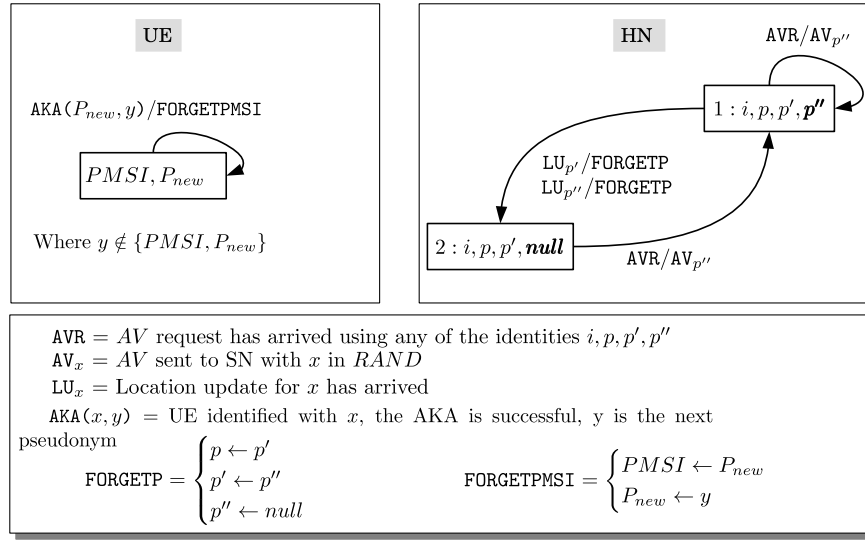 UE
AKA(P_new, y)/FORGETPMSI
PMSI, P_new
Where y ∉ {PMSI, P_new}
HN
AVR/AV_p''
1 : i, p, p', p''
LU_p'/FORGETP
LU_p''/FORGETP
2 : i, p, p', null
AVR/AV_p''
AVR = AV request has arrived using any of the identities i, p, p', p''
AV_x = AV sent to SN with x in RAND
LU_x = Location update for x has arrived
AKA(x, y) = UE identified with x, the AKA is successful, y is the next
pseudonym
FORGETP = { p ← p'
p' ← p''
p'' ← null
FORGETPMSI = { PMSI ← P_new
P_new ← y